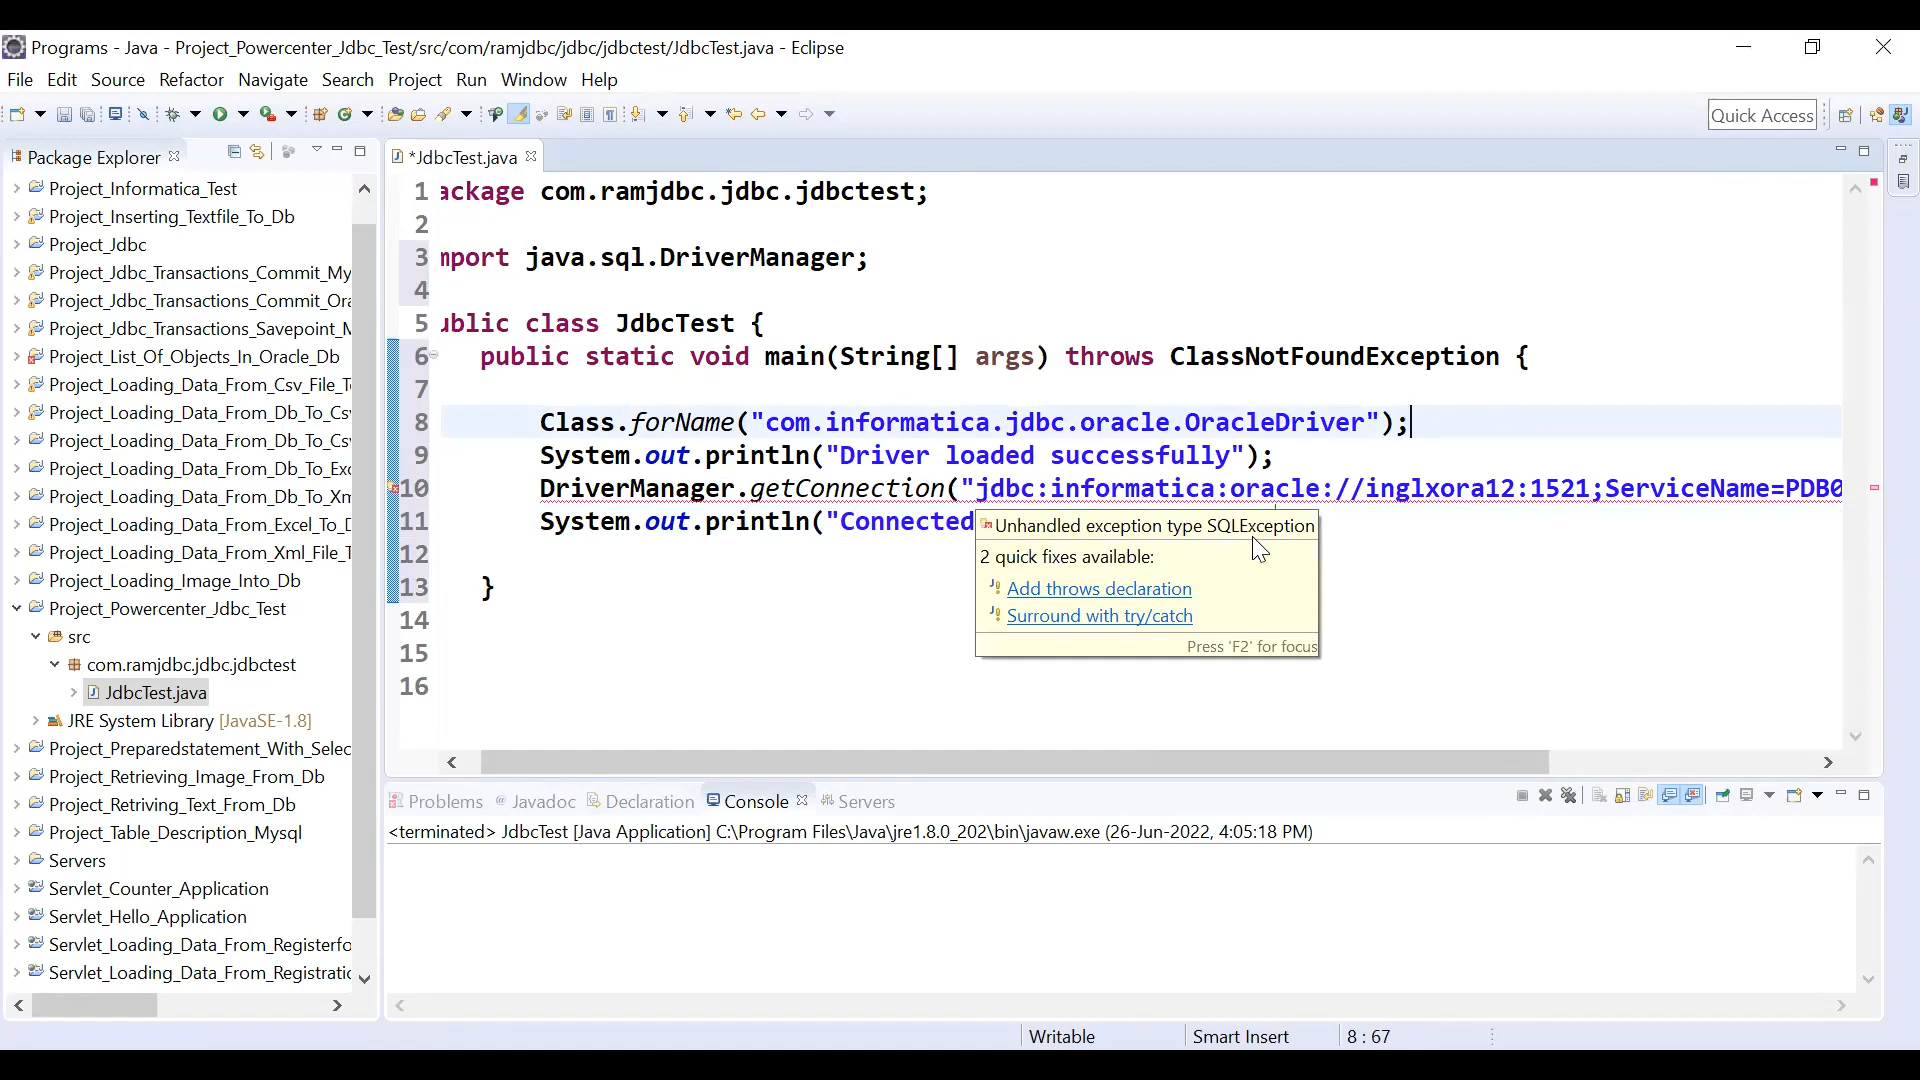 Programs - Java - Project_Powercenter_Jdbc_Test/src/com/ramjdbc/jdbc/jdbctest/JdbcTest.java - Eclipse
File Edit Source Refactor Navigate Search Project Run Window Help
Quick Access
Package Explorer
Project_Informatica_Test
Project_Inserting_Textfile_To_Db
Project_Jdbc
Project_Jdbc_Transactions_Commit_My
Project_Jdbc_Transactions_Commit_Ora
Project_Jdbc_Transactions_Savepoint_M
Project_List_Of_Objects_In_Oracle_Db
Project_Loading_Data_From_Csv_File_T
Project_Loading_Data_From_Db_To_Csv
Project_Loading_Data_From_Db_To_Csv
Project_Loading_Data_From_Db_To_Exc
Project_Loading_Data_From_Db_To_Xm
Project_Loading_Data_From_Excel_To_D
Project_Loading_Data_From_Xml_File_T
Project_Loading_Image_Into_Db
Project_Powercenter_Jdbc_Test
src
com.ramjdbc.jdbc.jdbctest
JdbcTest.java
JRE System Library [JavaSE-1.8]
Project_Preparedstatement_With_Selec
Project_Retrieving_Image_From_Db
Project_Retriving_Text_From_Db
Project_Table_Description_Mysql
Servers
Servlet_Counter_Application
Servlet_Hello_Application
Servlet_Loading_Data_From_Registerfo
Servlet_Loading_Data_From_Registratio
*JdbcTest.java
1 ackage com.ramjdbc.jdbc.jdbctest;
2
3 mport java.sql.DriverManager;
4
5 ublic class JdbcTest {
6 public static void main(String[] args) throws ClassNotFoundException {
7
8 Class.forName("com.informatica.jdbc.oracle.OracleDriver");
9 System.out.println("Driver loaded successfully");
10 DriverManager.getConnection("jdbc:informatica:oracle://inglxora12:1521;ServiceName=PDB0
11 System.out.println("Connected
12
13 }
14
15
16
Unhandled exception type SQLException
2 quick fixes available:
Add throws declaration
Surround with try/catch
Press 'F2' for focus
Problems @ Javadoc Declaration Console Servers
<terminated> JdbcTest [Java Application] C:\Program Files\Java\jre1.8.0_202\bin\javaw.exe (26-Jun-2022, 4:05:18 PM)
Writable Smart Insert 8 : 67